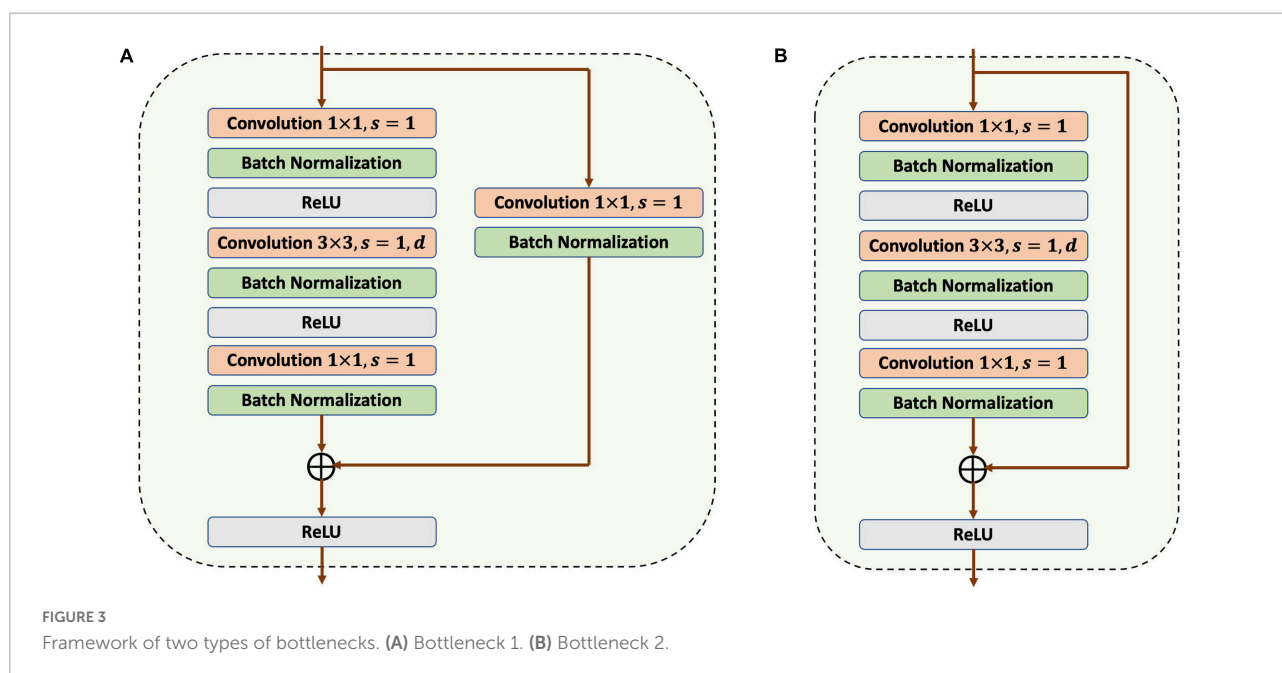 A
Convolution 1×1, s = 1
Batch Normalization
ReLU
Convolution 3×3, s = 1, d
Batch Normalization
ReLU
Convolution 1×1, s = 1
Batch Normalization
Convolution 1×1, s = 1
Batch Normalization
ReLU
B
Convolution 1×1, s = 1
Batch Normalization
ReLU
Convolution 3×3, s = 1, d
Batch Normalization
ReLU
Convolution 1×1, s = 1
Batch Normalization
ReLU
FIGURE 3
Framework of two types of bottlenecks. (A) Bottleneck 1. (B) Bottleneck 2.